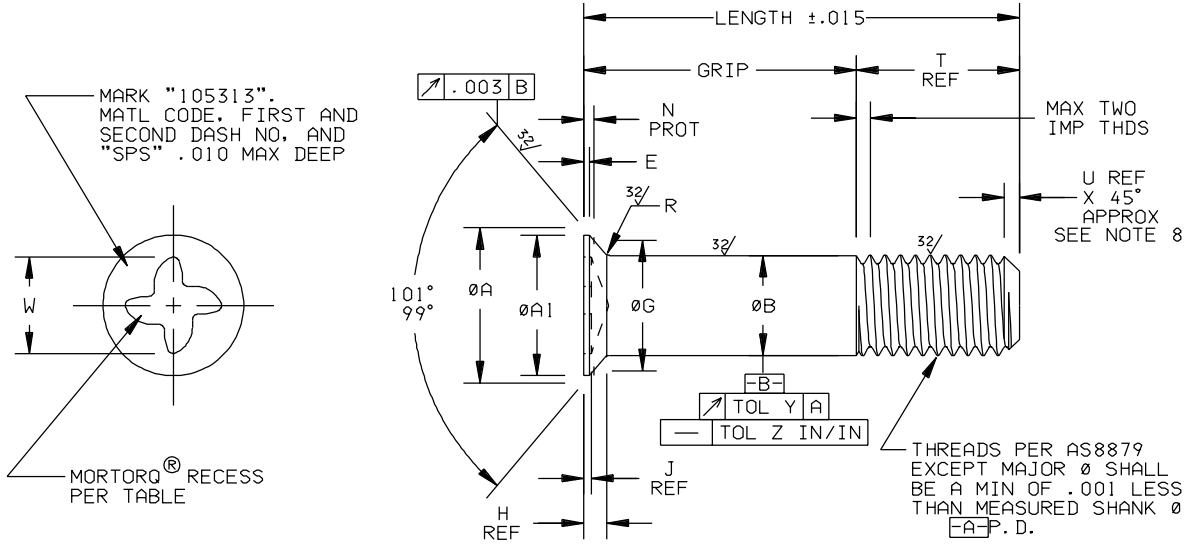 LENGTH ±.015
GRIP
T
REF
↗ .003 B
MARK "105313".
MATL CODE, FIRST AND
SECOND DASH NO, AND
"SPS" .010 MAX DEEP
N
PROT
MAX TWO
IMP THDS
32
E
U REF
X 45°
APPROX
SEE NOTE 8
32
R
32
32
W
101°
99°
ØA
ØA1
ØG
ØB
-B-
↗ TOL Y A
— TOL Z IN/IN
MORTORQ® RECESS
PER TABLE
J
REF
H
REF
THREADS PER AS8879
EXCEPT MAJOR Ø SHALL
BE A MIN OF .001 LESS
THAN MEASURED SHANK Ø
-A- P.D.